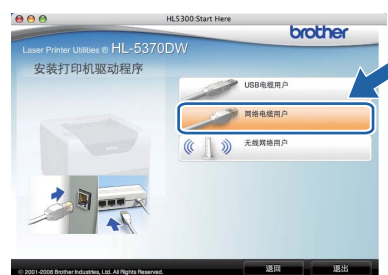 HL5300:Start Here
brother
Laser Printer Utilities ® HL-5370DW
安装打印机驱动程序
USB电缆用户
网络电缆用户
无线网络用户
© 2001-2008 Brother Industries, Ltd. All Rights Reserved.
退回
退出